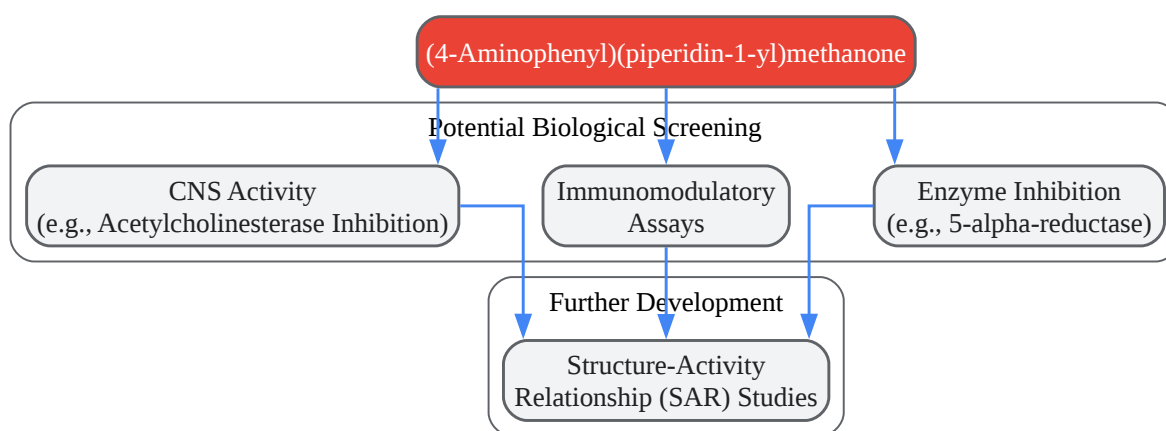 (4-Aminophenyl)(piperidin-1-yl)methanone
Potential Biological Screening
CNS Activity
(e.g., Acetylcholinesterase Inhibition)
Immunomodulatory
Assays
Enzyme Inhibition
(e.g., 5-alpha-reductase)
Further Development
Structure-Activity
Relationship (SAR) Studies